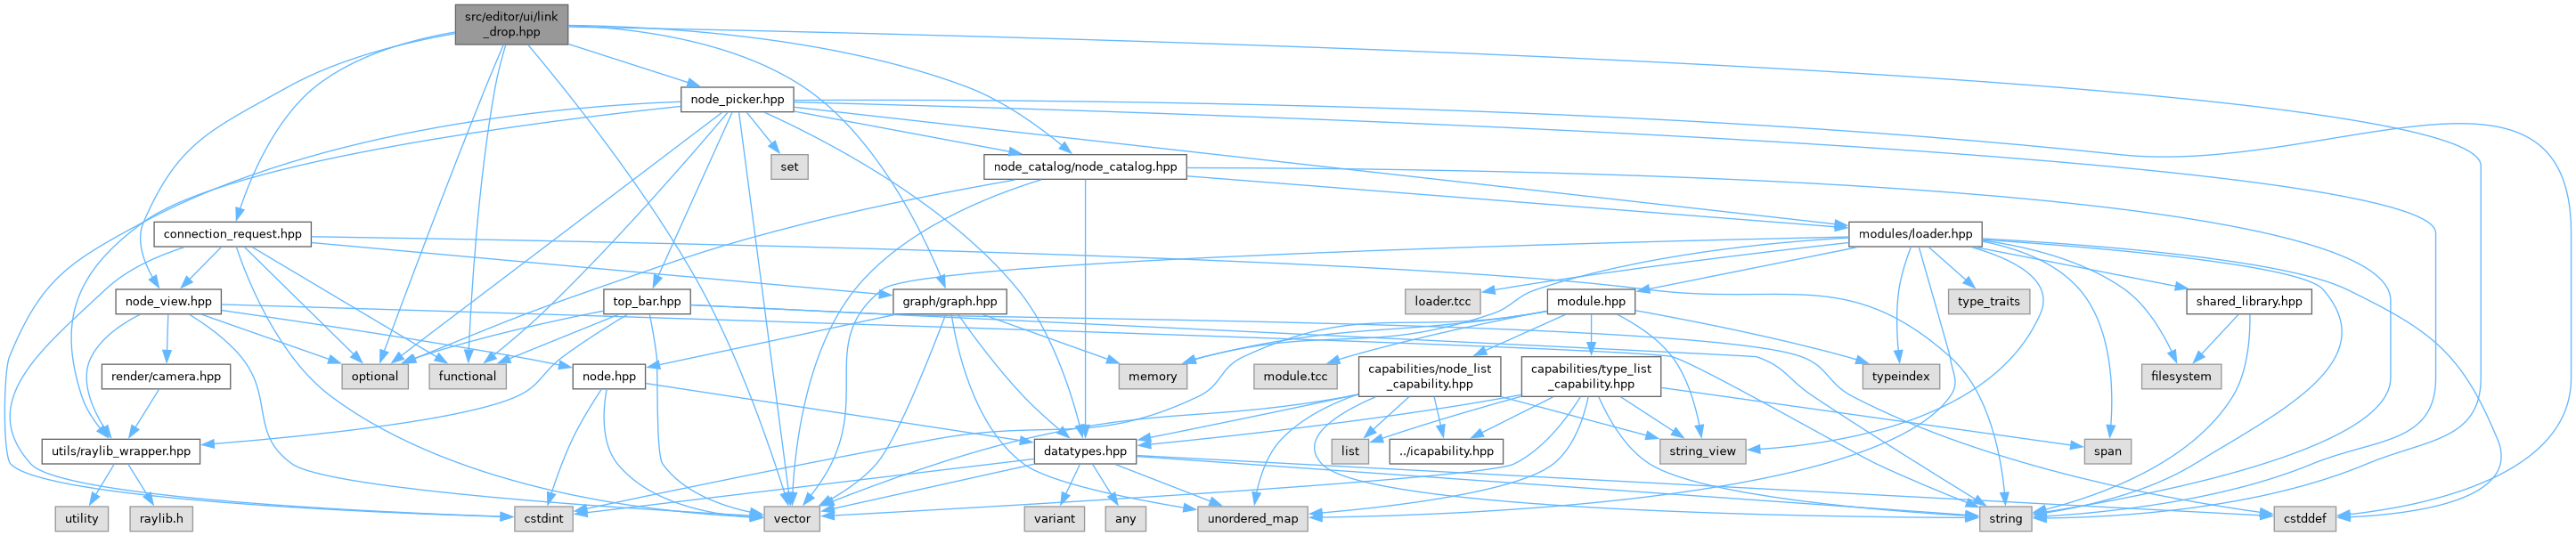 src/editor/ui/link
_drop.hpp
node_picker.hpp
set
node_catalog/node_catalog.hpp
connection_request.hpp
modules/loader.hpp
node_view.hpp
top_bar.hpp
graph/graph.hpp
loader.tcc
module.hpp
type_traits
shared_library.hpp
render/camera.hpp
optional
functional
node.hpp
memory
module.tcc
capabilities/node_list
_capability.hpp
capabilities/type_list
_capability.hpp
typeindex
filesystem
utils/raylib_wrapper.hpp
datatypes.hpp
list
../icapability.hpp
string_view
span
utility
raylib.h
cstdint
vector
variant
any
unordered_map
string
cstddef